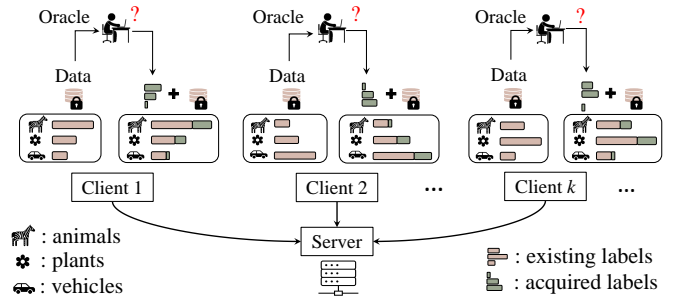 Oracle ?
Oracle ?
Oracle ?
Data
+
Data
+
Data
+
Client 1
Client 2
...
Client k
...
Server
: animals
: plants
: vehicles
: existing labels
: acquired labels